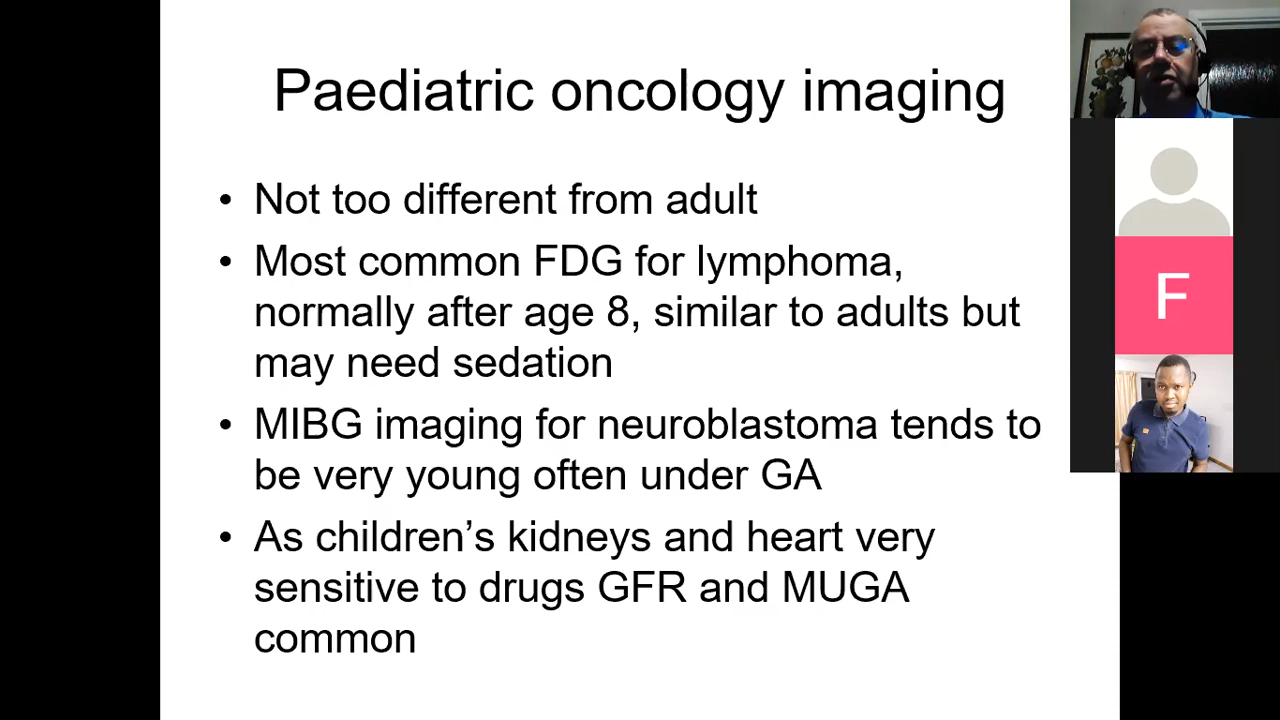 Paediatric oncology imaging
• Not too different from adult
• Most common FDG for lymphoma,
normally after age 8, similar to adults but
may need sedation
• MIBG imaging for neuroblastoma tends to
be very young often under GA
• As children’s kidneys and heart very
sensitive to drugs GFR and MUGA
common
F